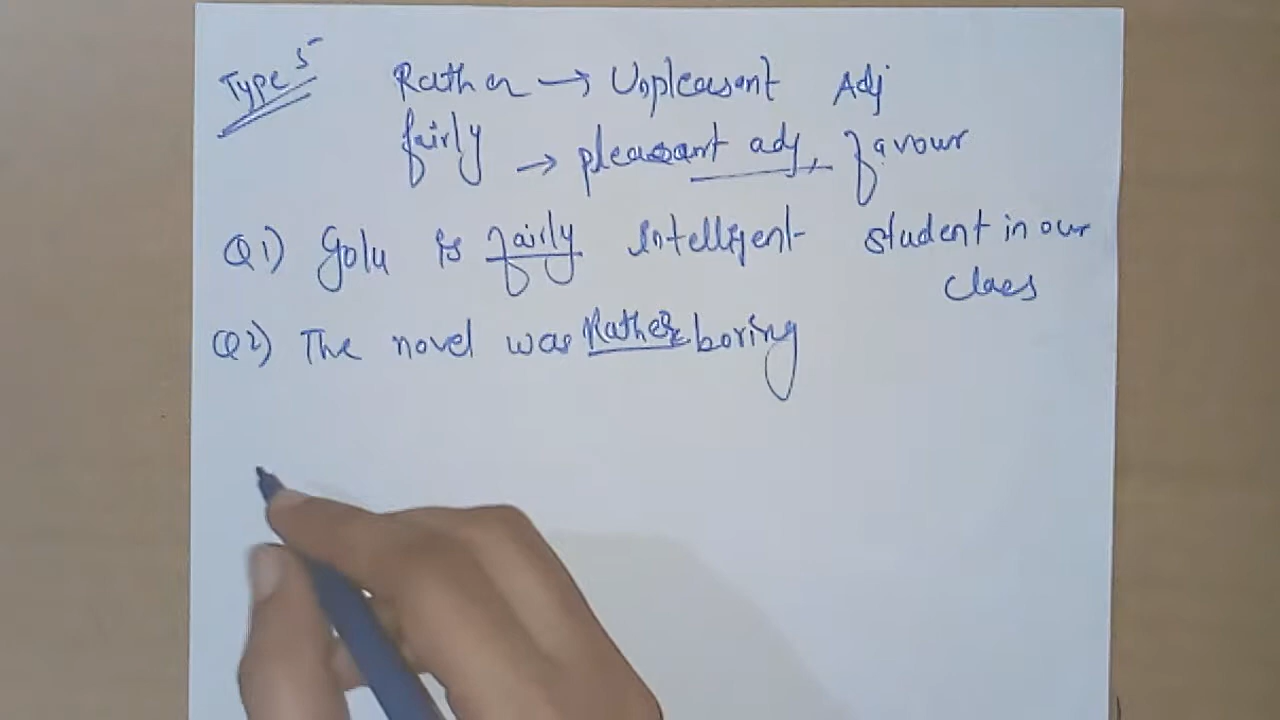 Type 5
Rather → Unpleasant Adj
fairly → pleasant adj, favour
Q1) Golu is fairly intelligent student in our
class
Q2) The novel was Rather boring